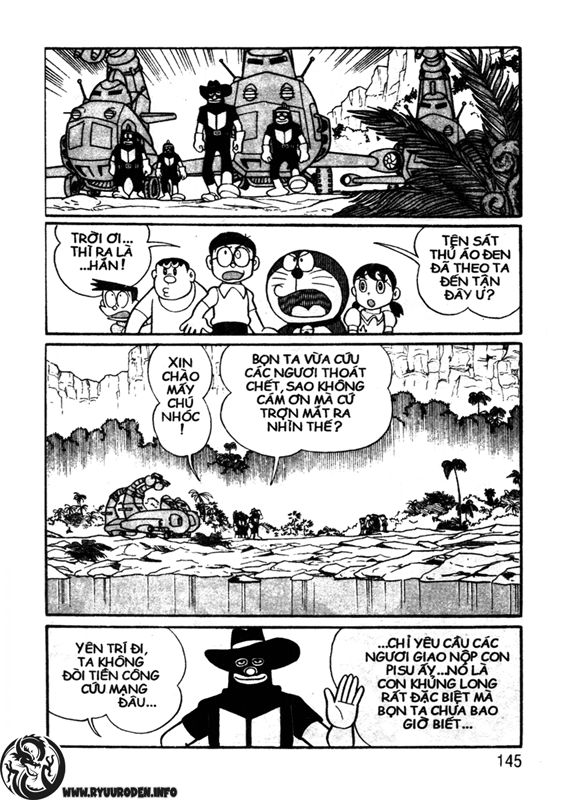 TRỜI ƠI...
THÌ RA LÀ
...HẮN!
TÊN SÁT
THỦ ÁO ĐEN
ĐÃ THEO TA
ĐẾN TẬN
ĐÂY Ư?
XIN
CHÀO
MẤY
CHÚ
NHÓC
!
BỌN TA VỪA CỨU
CÁC NGƯƠI THOÁT
CHẾT, SAO KHÔNG
CÁM ƠN MÀ CỨ
TRỢN MẮT RA
NHÌN THẾ?
YÊN TRÍ ĐI,
TA KHÔNG
ĐÒI TIỀN CÔNG
CỨU MẠNG
ĐÂU...
...CHỈ YÊU CẦU CÁC
NGƯƠI GIAO NỘP CON
PISU ẤY...NÓ LÀ
CON KHỦNG LONG
RẤT ĐẶC BIỆT MÀ
BỌN TA CHƯA BAO
GIỜ BIẾT...
145
WWW.RYUURODEN.INFO